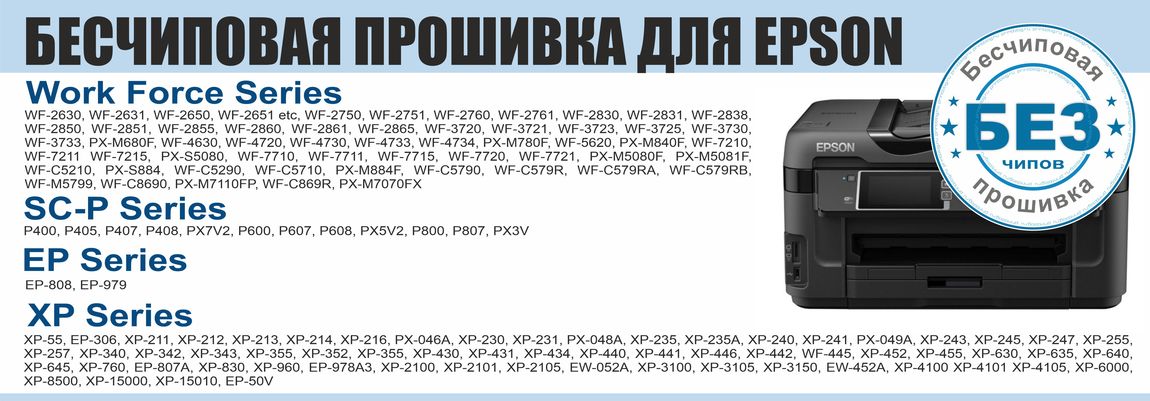 БЕСЧИПОВАЯ ПРОШИВКА ДЛЯ EPSON
Work Force Series
WF-2630, WF-2631, WF-2650, WF-2651 etc, WF-2750, WF-2751, WF-2760, WF-2761, WF-2830, WF-2831, WF-2838,
WF-2850, WF-2851, WF-2855, WF-2860, WF-2861, WF-2865, WF-3720, WF-3721, WF-3723, WF-3725, WF-3730,
WF-3733, PX-M680F, WF-4630, WF-4720, WF-4730, WF-4733, WF-4734, PX-M780F, WF-5620, PX-M840F, WF-7210,
WF-7211 WF-7215, PX-S5080, WF-7710, WF-7711, WF-7715, WF-7720, WF-7721, PX-M5080F, PX-M5081F,
WF-C5210, PX-S884, WF-C5290, WF-C5710, PX-M884F, WF-C5790, WF-C579R, WF-C579RA, WF-C579RB,
WF-M5799, WF-C8690, PX-M7110FP, WF-C869R, PX-M7070FX
SC-P Series
P400, P405, P407, P408, PX7V2, P600, P607, P608, PX5V2, P800, P807, PX3V
EP Series
EP-808, EP-979
XP Series
XP-55, EP-306, XP-211, XP-212, XP-213, XP-214, XP-216, PX-046A, XP-230, XP-231, PX-048A, XP-235, XP-235A, XP-240, XP-241, PX-049A, XP-243, XP-245, XP-247, XP-255,
XP-257, XP-340, XP-342, XP-343, XP-355, XP-352, XP-355, XP-430, XP-431, XP-434, XP-440, XP-441, XP-446, XP-442, WF-445, XP-452, XP-455, XP-630, XP-635, XP-640,
XP-645, XP-760, EP-807A, XP-830, XP-960, EP-978A3, XP-2100, XP-2101, XP-2105, EW-052A, XP-3100, XP-3105, XP-3150, EW-452A, XP-4100 XP-4101 XP-4105, XP-6000,
XP-8500, XP-15000, XP-15010, EP-50V
Бесчиповая
БЕЗ
чипов
прошивка
EPSON